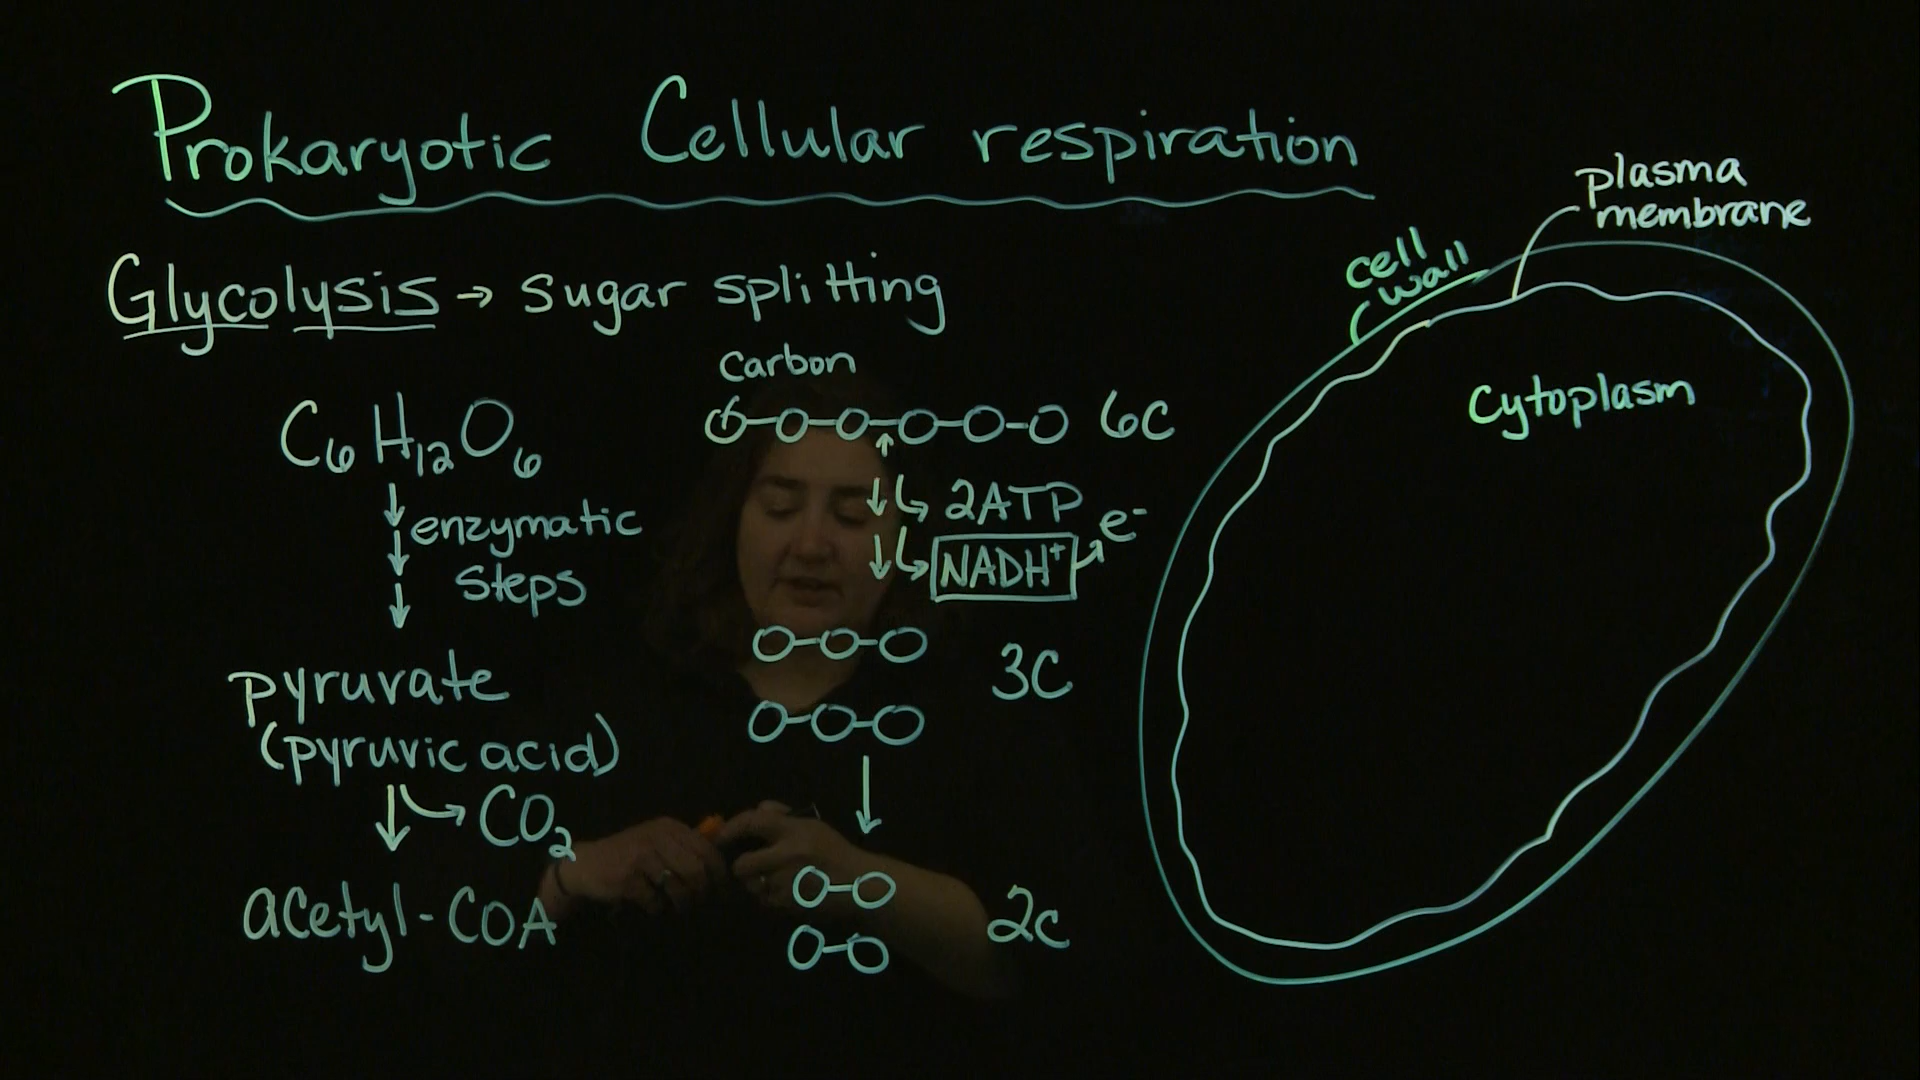 Prokaryotic Cellular respiration
Glycolysis → sugar splitting
C6H12O6
enzymatic
steps
pyruvate
(pyruvic acid)
CO2
acetyl-COA
Carbon
6C
2ATP
NADH+
e-
3C
2C
cell
wall
plasma
membrane
Cytoplasm